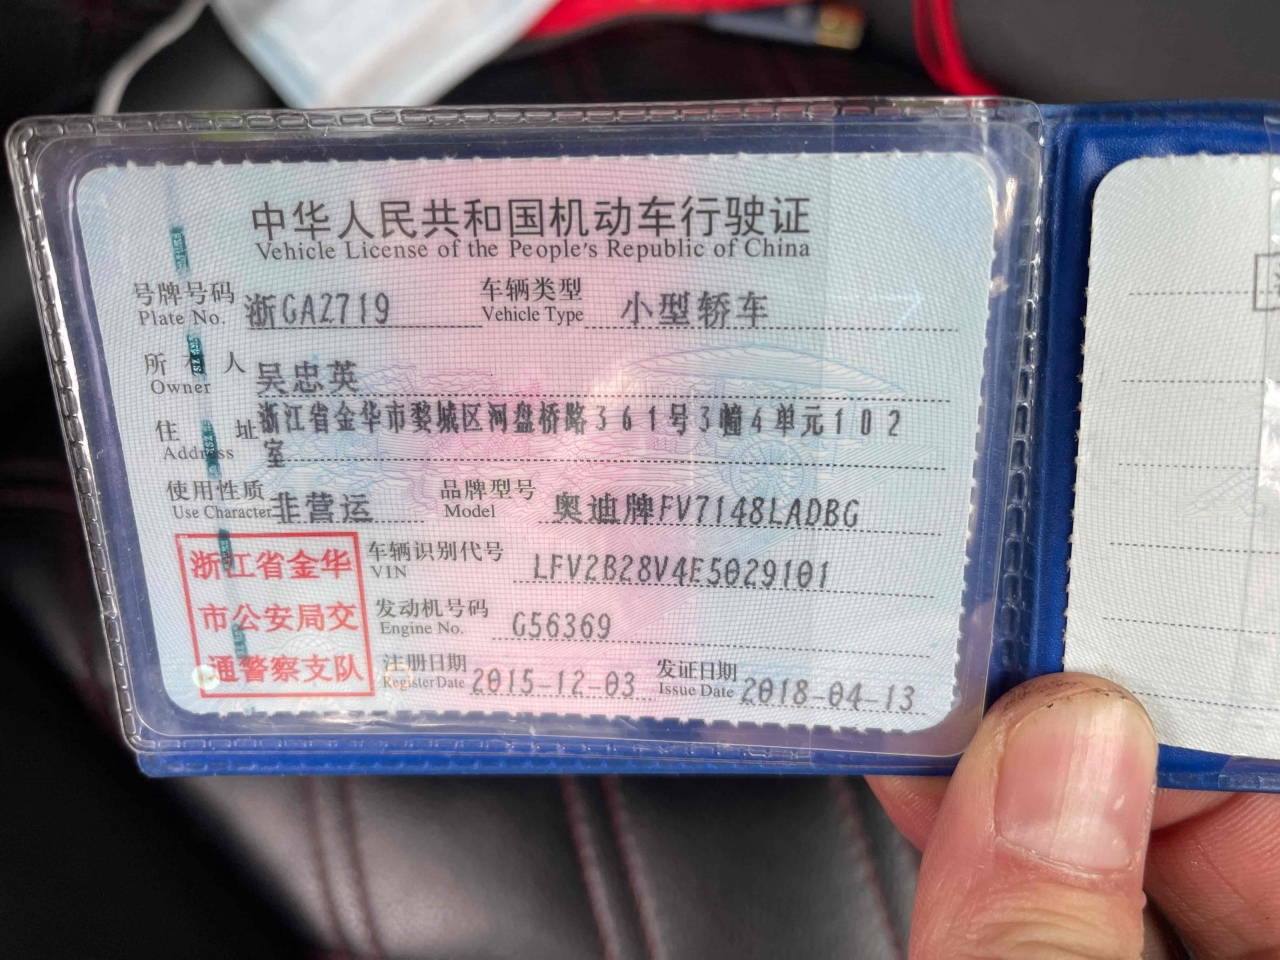 中华人民共和国机动车行驶证
Vehicle License of the People's Republic of China
号牌号码 浙GAZ719 车辆类型 小型轿车
Plate No. Vehicle Type
所 人 吴忠英
Owner
住 址 浙江省金华市婺城区河盘桥路361号3幢4单元102
Address 室
使用性质 非营运 品牌型号 奥迪牌FV7148LADBG
Use Character Model
浙江省金华 车辆识别代号 LFV2B28V4E5029101
VIN
市公安局交 发动机号码 G56369
Engine No.
通警察支队 注册日期 2015-12-03 发证日期 2018-04-13
Register Date Issue Date